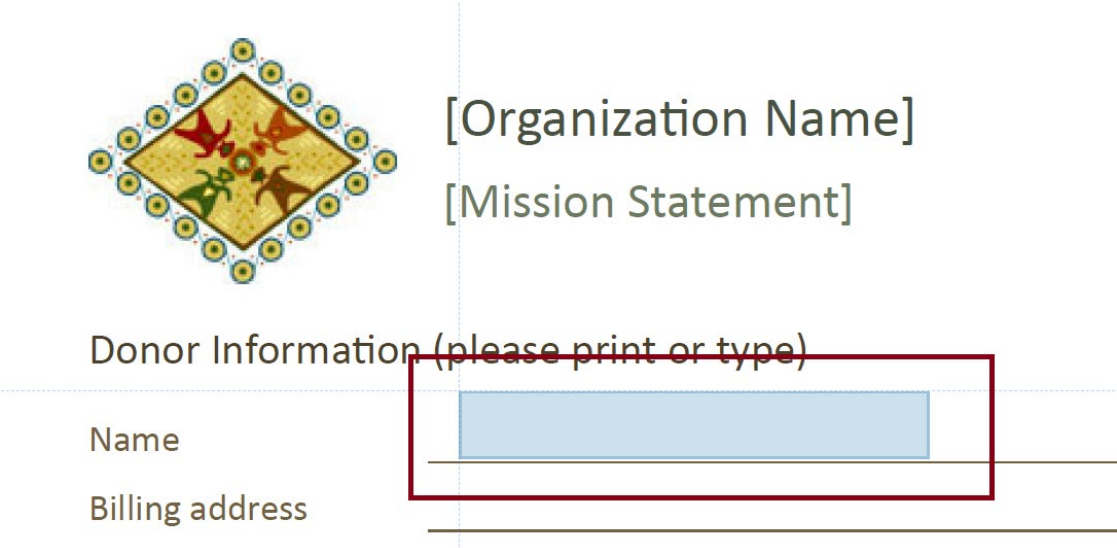 [Organization Name]
[Mission Statement]
Donor Information (please print or type)
Name
Billing address